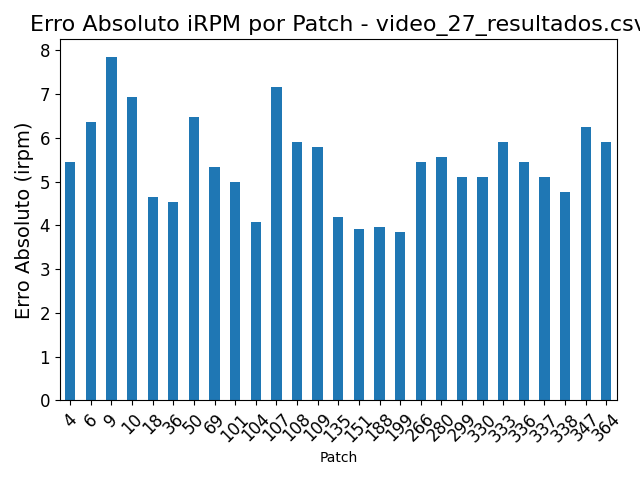 Erro Absoluto iRPM por Patch - video_27_resultados.csv
8
7
6
5
4
3
2
1
0
Erro Absoluto (irpm)
4 6 9 10 18 36 50 69 101 104 107 108 109 135 151 188 199 266 280 299 330 333 336 337 338 347 364
Patch